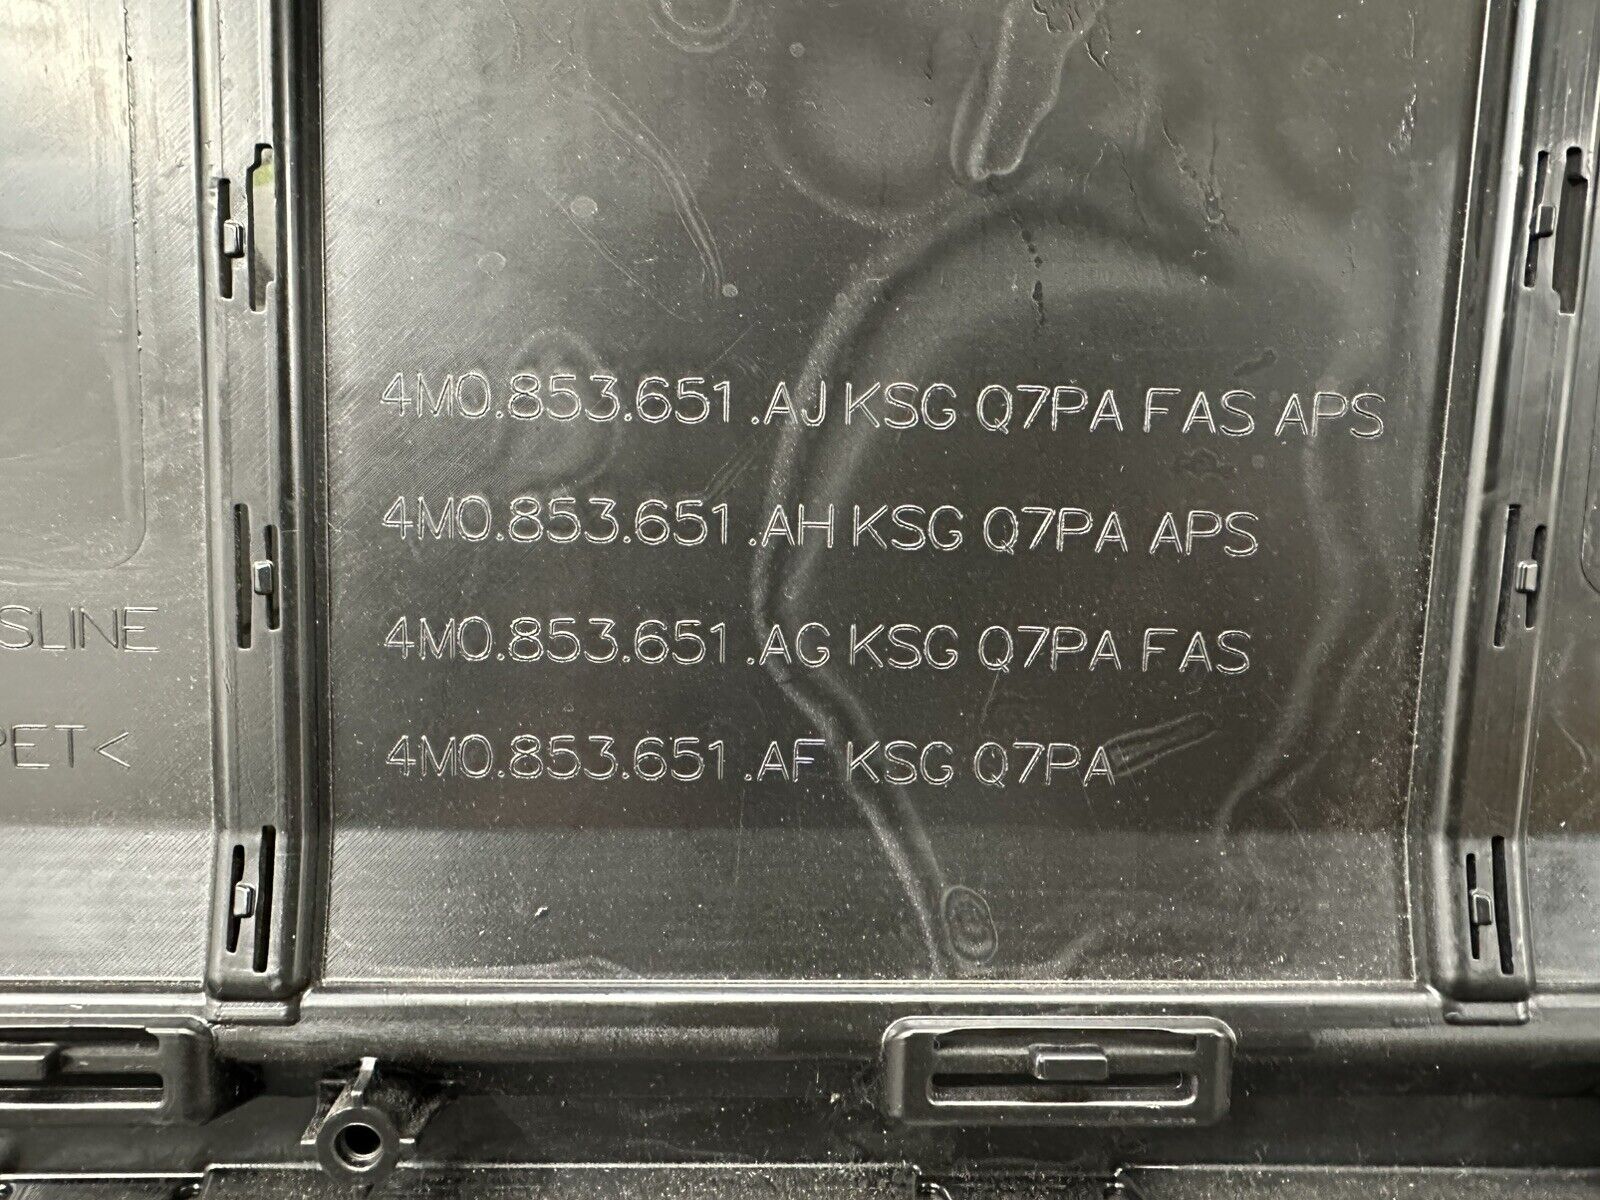 4M0.853.651.AJ KSG Q7PA FAS APS
4M0.853.651.AH KSG Q7PA APS
4M0.853.651.AG KSG Q7PA FAS
4M0.853.651.AF KSG Q7PA
SLINE
PET<